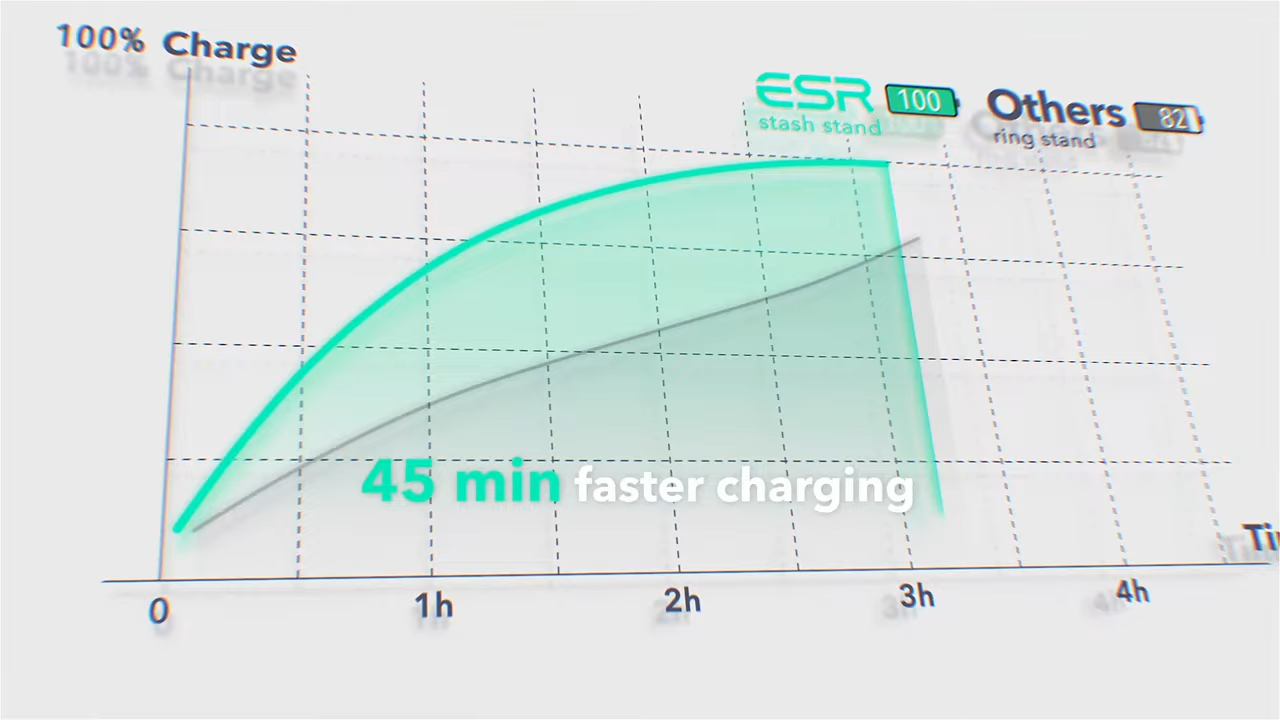 100% Charge
ESR 100
stash stand
Others 82
ring stand
45 min faster charging
0 1h 2h 3h 4h